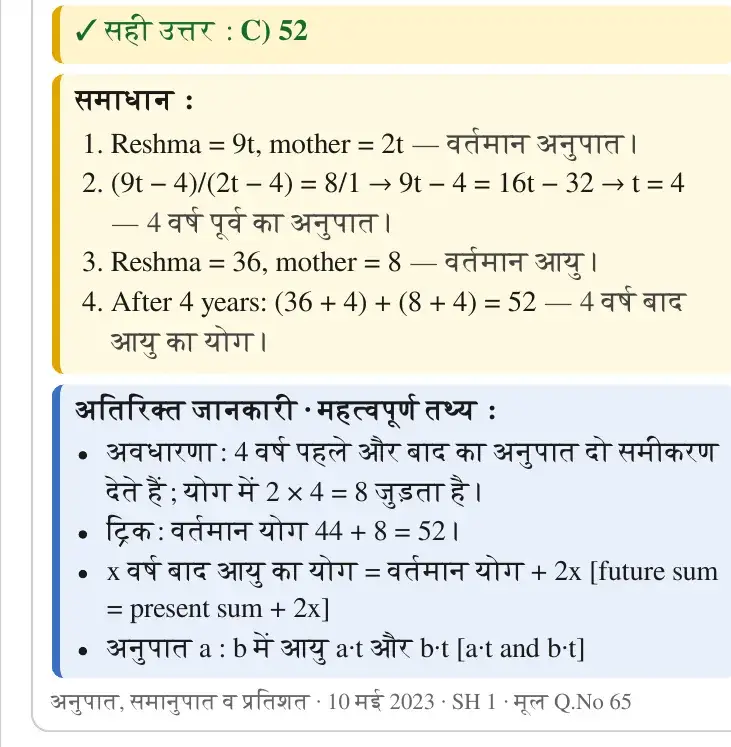 ✓ सही उत्तर : C) 52
समाधान :
1. Reshma = 9t, mother = 2t — वर्तमान अनुपात।
2. (9t − 4)/(2t − 4) = 8/1 → 9t − 4 = 16t − 32 → t = 4
— 4 वर्ष पूर्व का अनुपात।
3. Reshma = 36, mother = 8 — वर्तमान आयु।
4. After 4 years: (36 + 4) + (8 + 4) = 52 — 4 वर्ष बाद
आयु का योग।
अतिरिक्त जानकारी · महत्वपूर्ण तथ्य :
• अवधारणा : 4 वर्ष पहले और बाद का अनुपात दो समीकरण
देते हैं ; योग में 2 × 4 = 8 जुड़ता है।
• ट्रिक : वर्तमान योग 44 + 8 = 52।
• x वर्ष बाद आयु का योग = वर्तमान योग + 2x [future sum
= present sum + 2x]
• अनुपात a : b में आयु a·t और b·t [a·t and b·t]
अनुपात, समानुपात व प्रतिशत · 10 मई 2023 · SH 1 · मूल Q.No 65